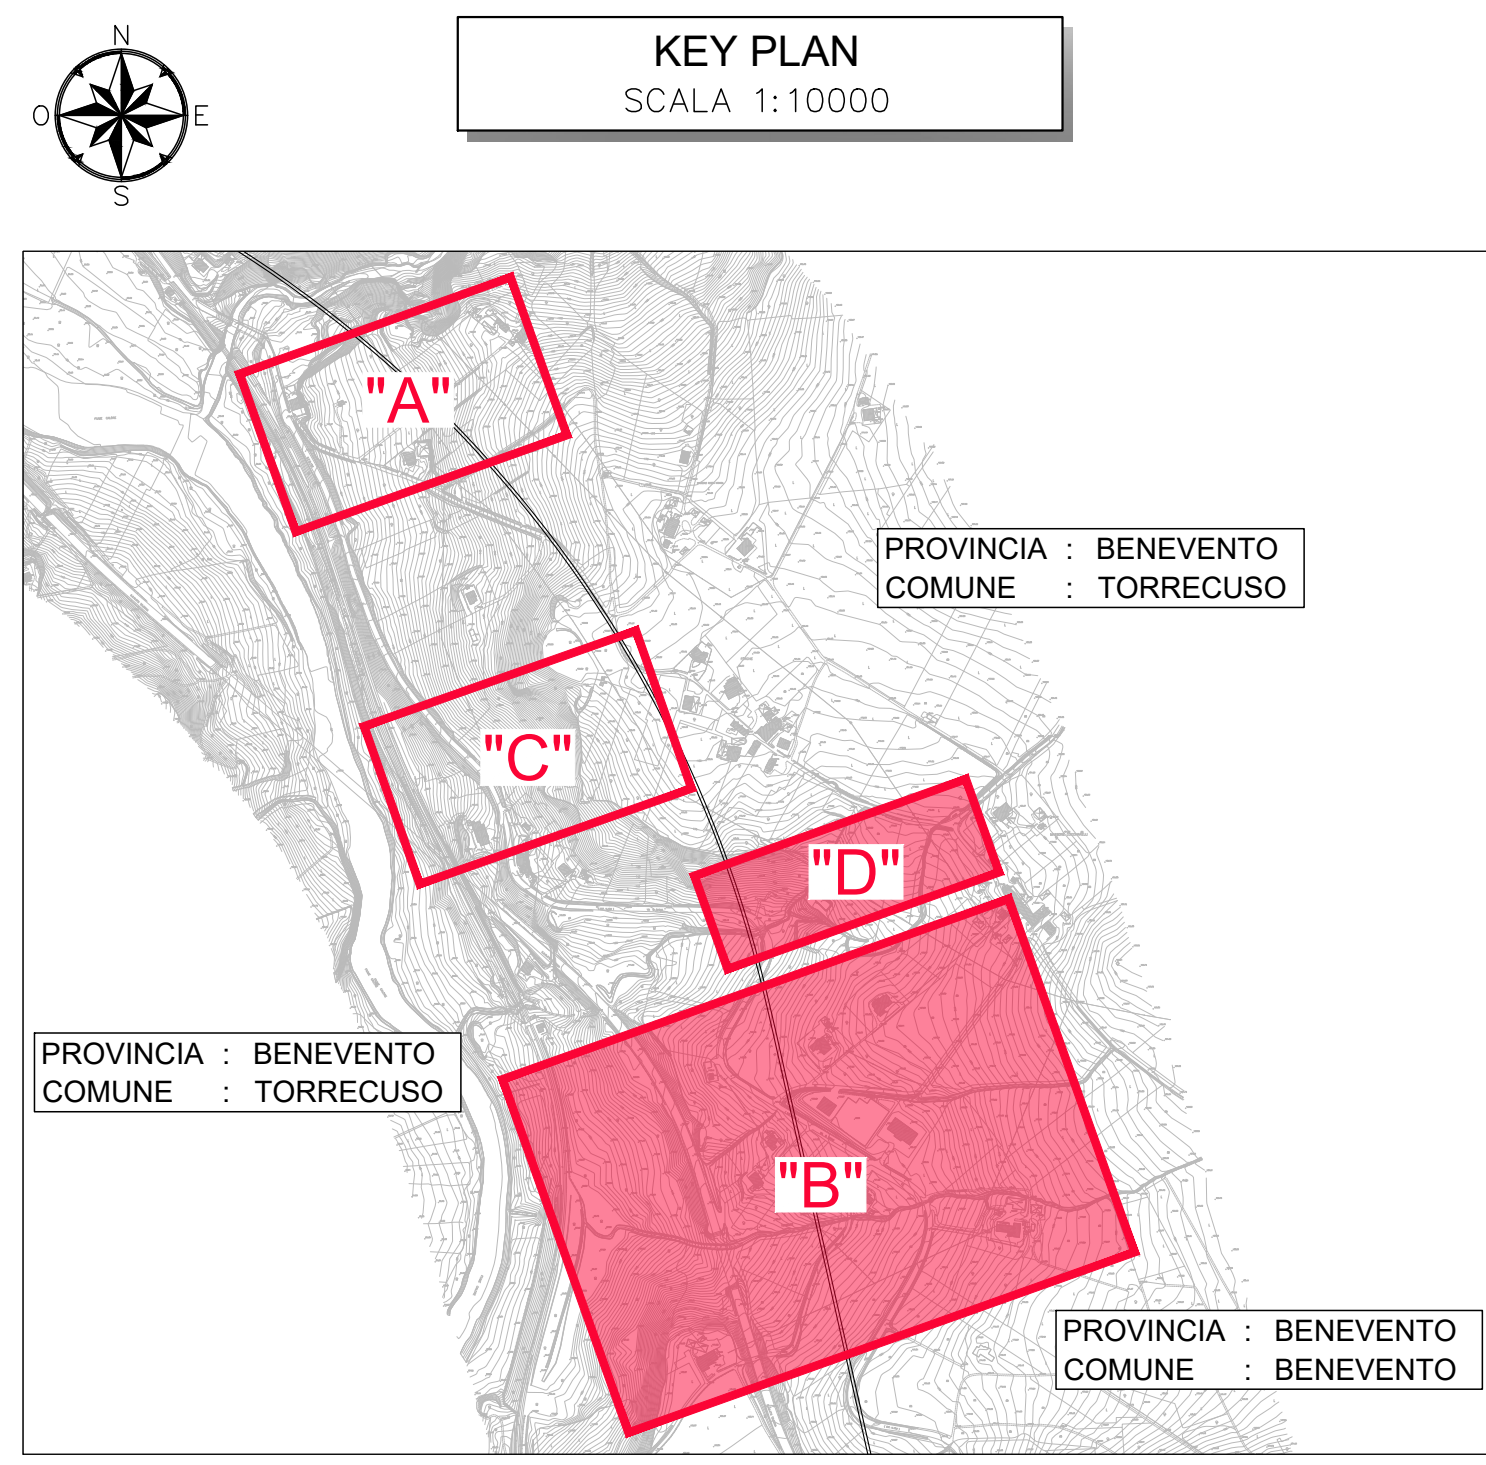 N
O E
S
KEY PLAN
SCALA 1:10000
"A"
PROVINCIA : BENEVENTO
COMUNE : TORRECUSO
"C"
"D"
PROVINCIA : BENEVENTO
COMUNE : TORRECUSO
"B"
PROVINCIA : BENEVENTO
COMUNE : BENEVENTO